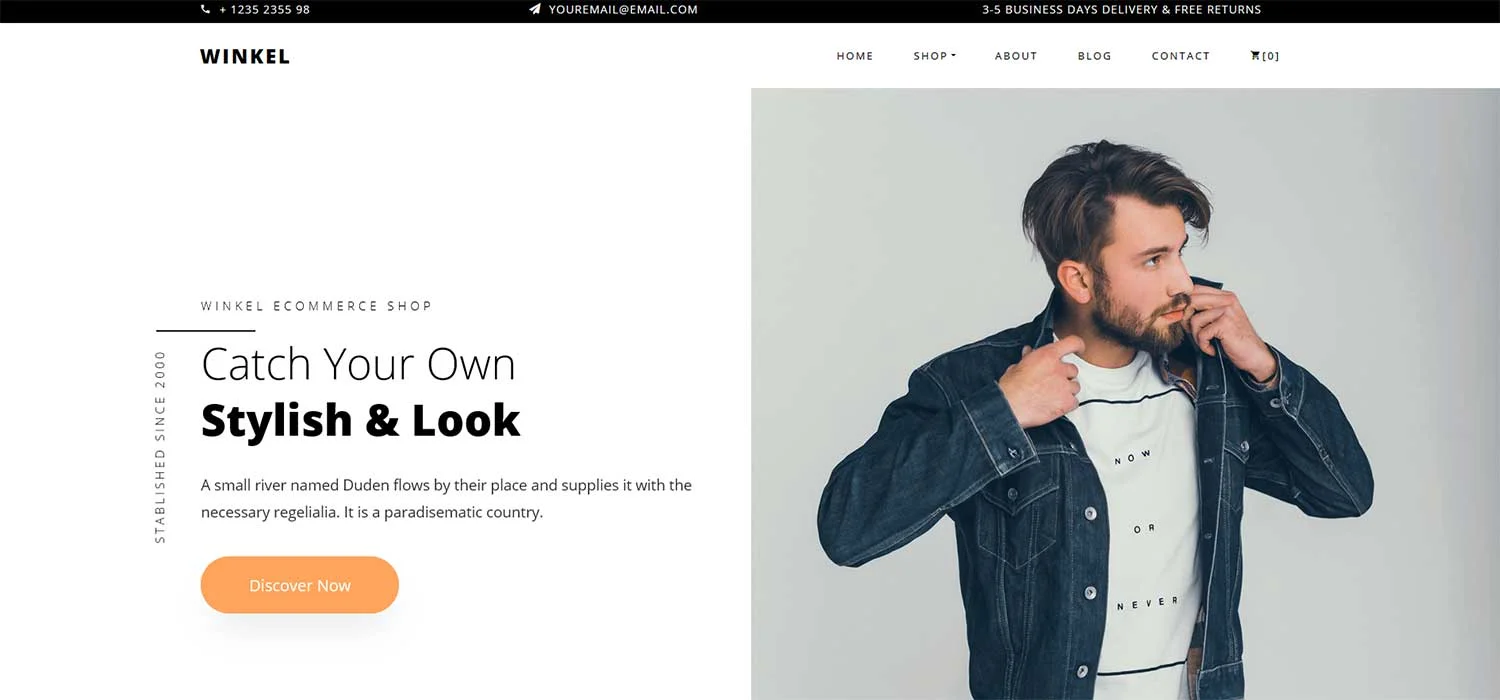 + 1235 2355 98
YOUREMAIL@EMAIL.COM
3-5 BUSINESS DAYS DELIVERY & FREE RETURNS
WINKEL
HOME
SHOP
ABOUT
BLOG
CONTACT
[0]
WINKEL ECOMMERCE SHOP
Catch Your Own
Stylish & Look
STABLISHED SINCE 2000
A small river named Duden flows by their place and supplies it with the
necessary regelialia. It is a paradisematic country.
Discover Now
NOW
OR
NEVER